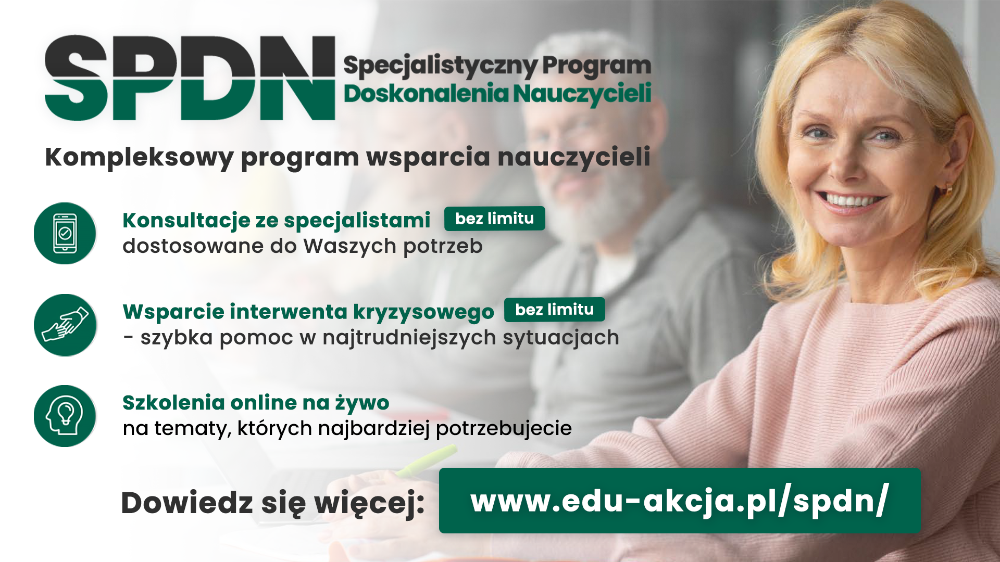 SPDN
Specjalistyczny Program
Doskonalenia Nauczycieli
Kompleksowy program wsparcia nauczycieli
Konsultacje ze specjalistami bez limitu
dostosowane do Waszych potrzeb
Wsparcie interwenta kryzysowego bez limitu
- szybka pomoc w najtrudniejszych sytuacjach
Szkolenia online na żywo
na tematy, których najbardziej potrzebujecie
Dowiedz się więcej: www.edu-akcja.pl/spdn/